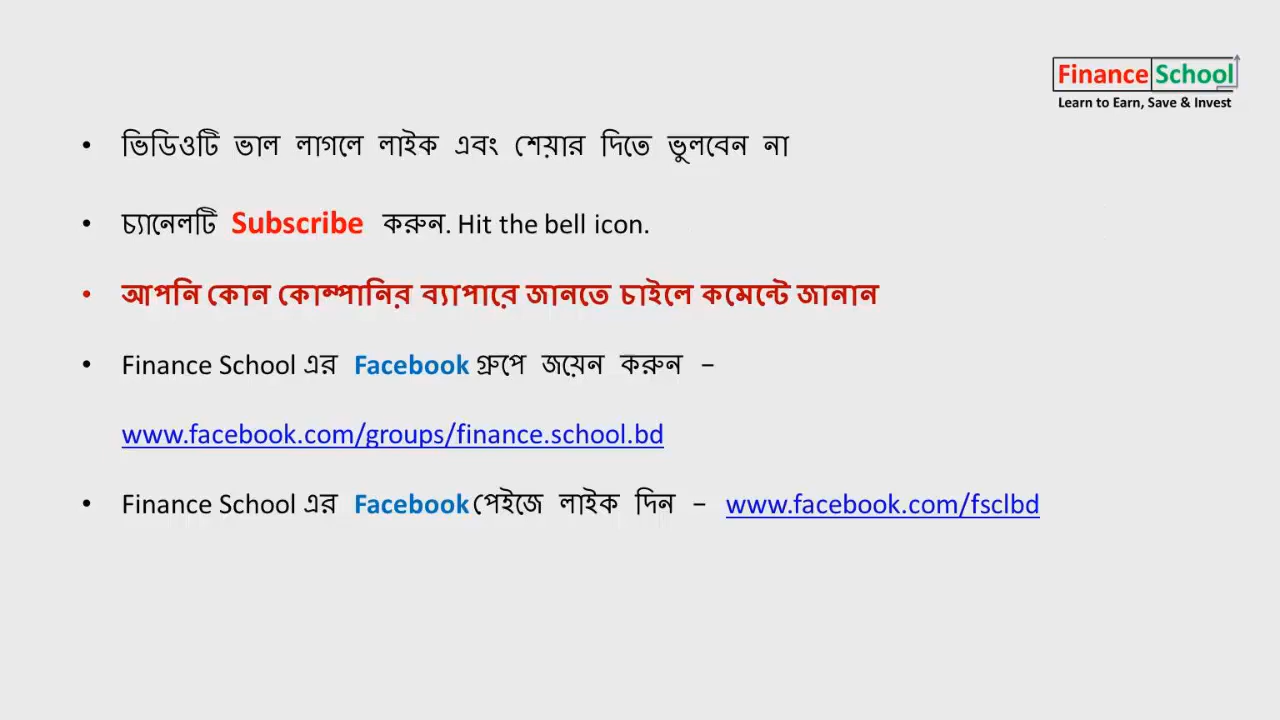 Finance School
Learn to Earn, Save & Invest
• ভিডিওটি ভাল লাগলে লাইক এবং শেয়ার দিতে ভুলবেন না
• চ্যানেলটি Subscribe করুন. Hit the bell icon.
• আপনি কোন কোম্পানির ব্যাপারে জানতে চাইলে কমেন্টে জানান
• Finance School এর Facebook গ্রুপে জয়েন করুন –
www.facebook.com/groups/finance.school.bd
• Finance School এর Facebook পেইজে লাইক দিন – www.facebook.com/fsclbd